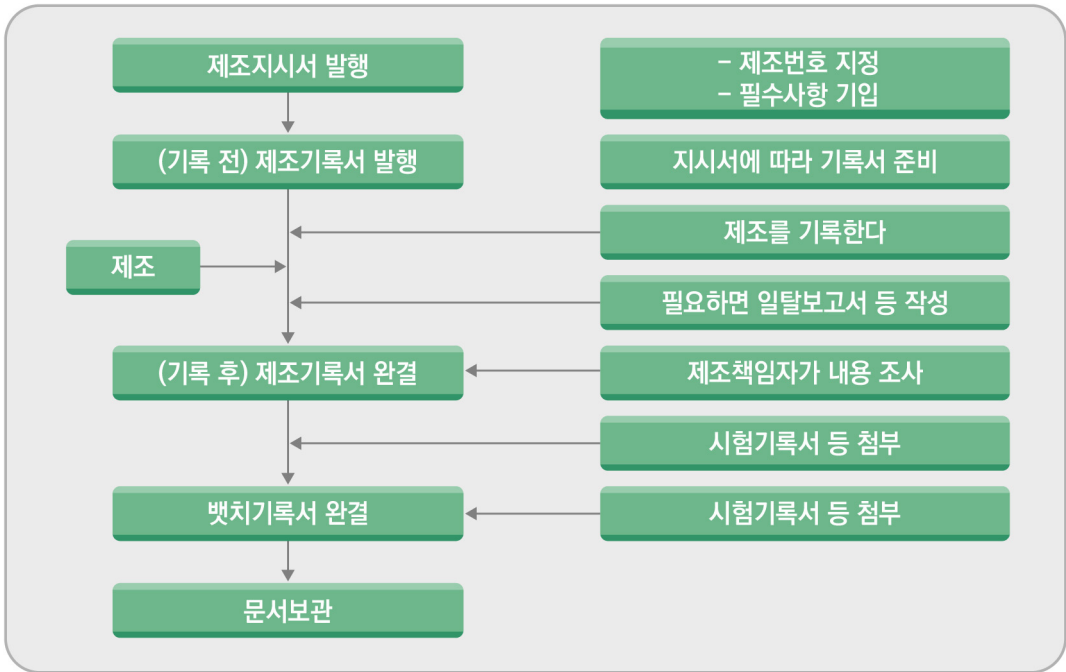 제조지시서 발행
- 제조번호 지정
- 필수사항 기입
(기록 전) 제조기록서 발행
지시서에 따라 기록서 준비
제조를 기록한다
제조
필요하면 일탈보고서 등 작성
(기록 후) 제조기록서 완결
제조책임자가 내용 조사
시험기록서 등 첨부
뱃치기록서 완결
시험기록서 등 첨부
문서보관